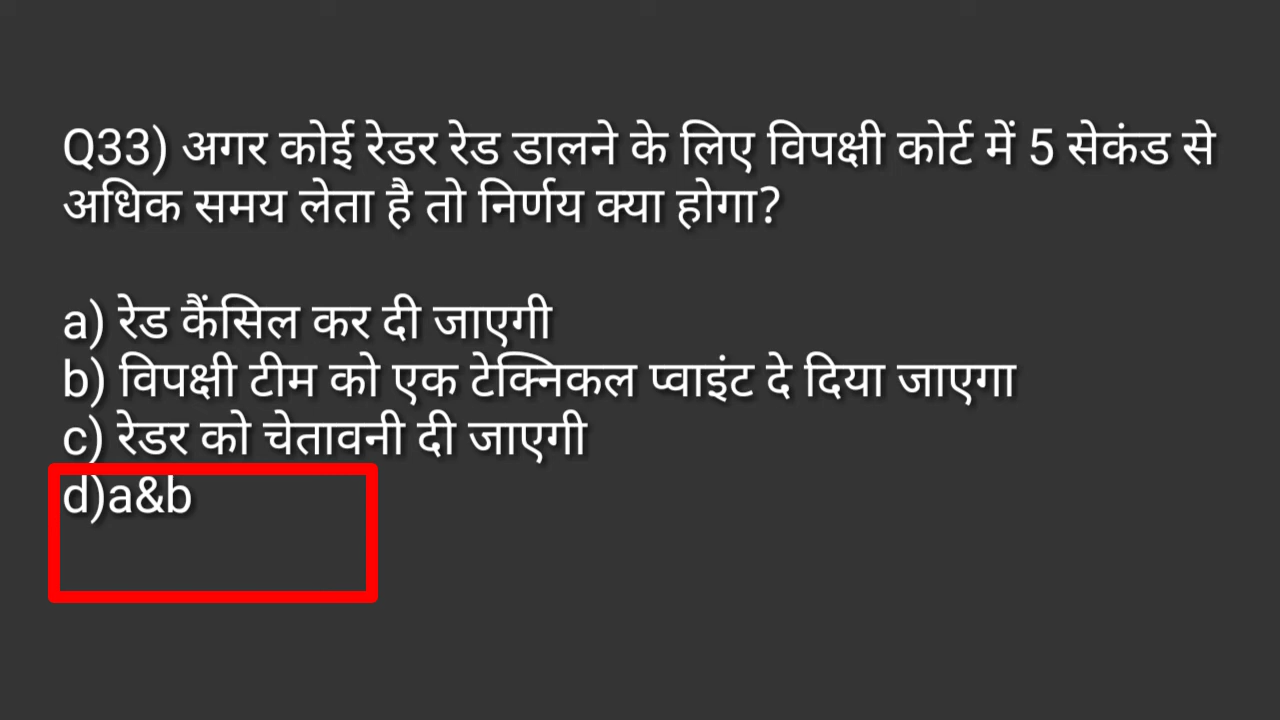 Q33) अगर कोई रेडर रेड डालने के लिए विपक्षी कोर्ट में 5 सेकंड से
अधिक समय लेता है तो निर्णय क्या होगा?
a) रेड कैंसिल कर दी जाएगी
b) विपक्षी टीम को एक टेक्निकल प्वाइंट दे दिया जाएगा
c) रेडर को चेतावनी दी जाएगी
d)a&b